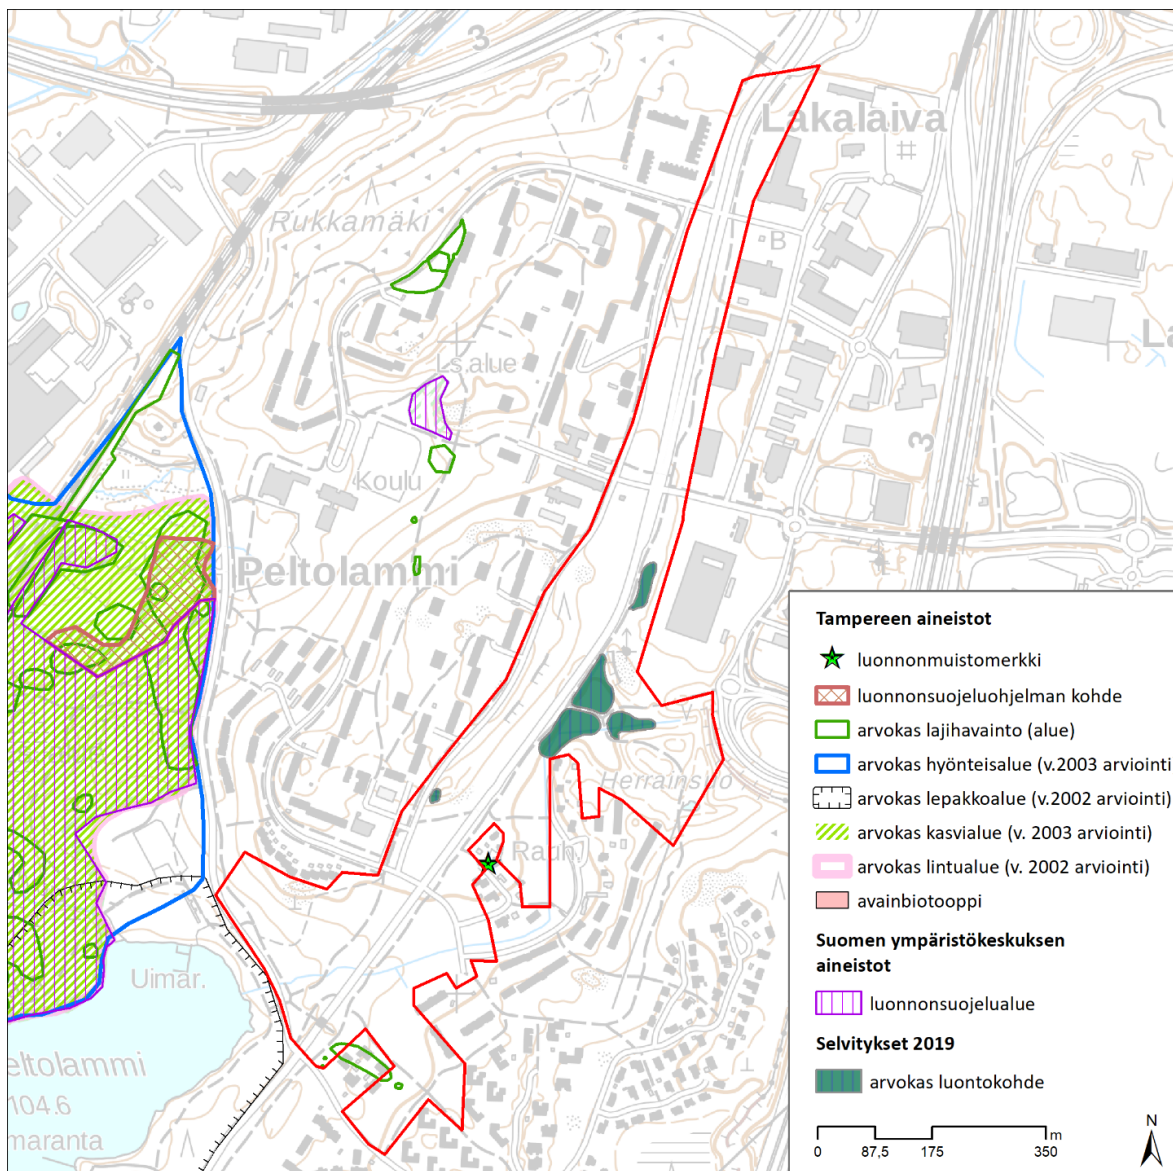 3
Lakalaiva
Rukkamäki
B
Ls.alue
3
Koulu
Peltolammi
Herrainsuo
Rauh.
Uimar.
eltolammi
104.6
maranta
Tampereen aineistot
luonnonmuistomerkki
luonnonsuojeluohjelman kohde
arvokas lajihavainto (alue)
arvokas hyönteisalue (v.2003 arviointi
arvokas lepakkoalue (v.2002 arviointi)
arvokas kasvialue (v. 2003 arviointi)
arvokas lintualue (v. 2002 arviointi)
avainbiotooppi
Suomen ympäristökeskuksen
aineistot
luonnonsuojelualue
Selvitykset 2019
arvokas luontokohde
m
0 87,5 175 350
N